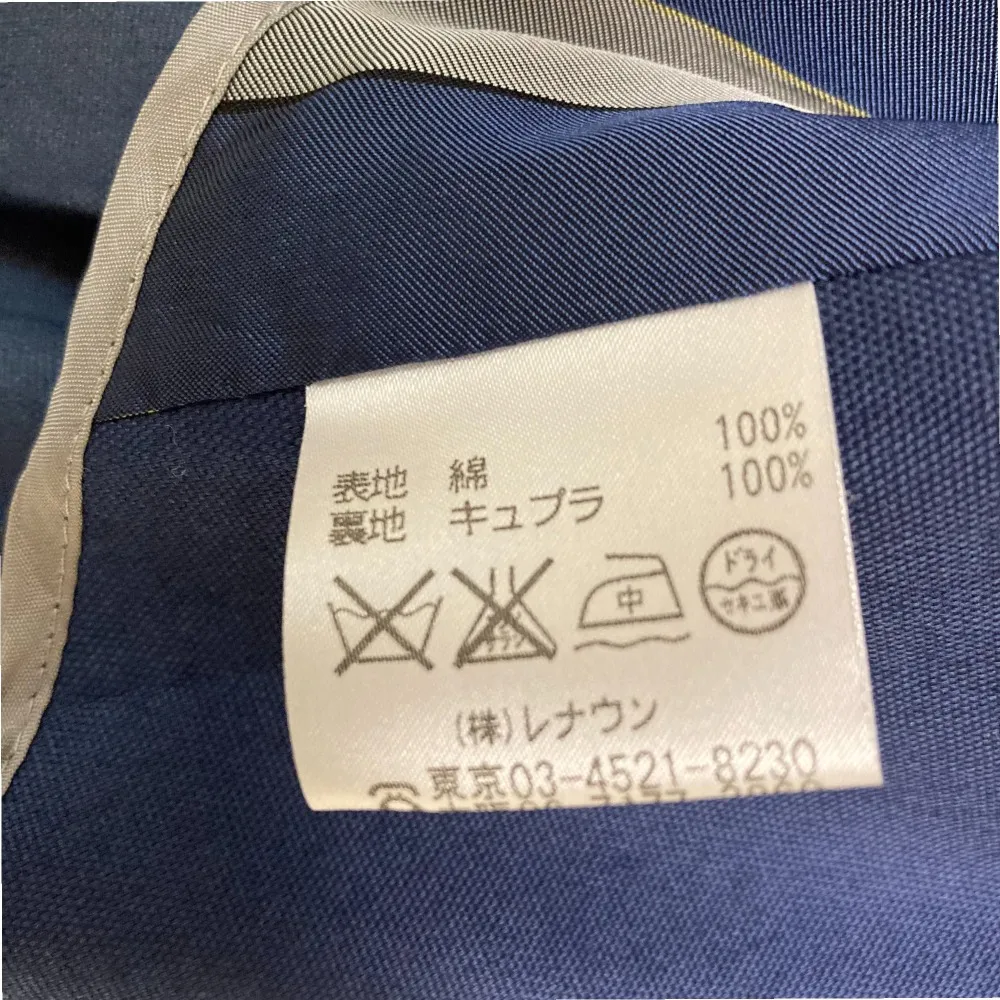 表地 綿 100%
裏地 キュプラ 100%
中
ドライ
セキユ系
(株)レナウン
東京03-4521-8230